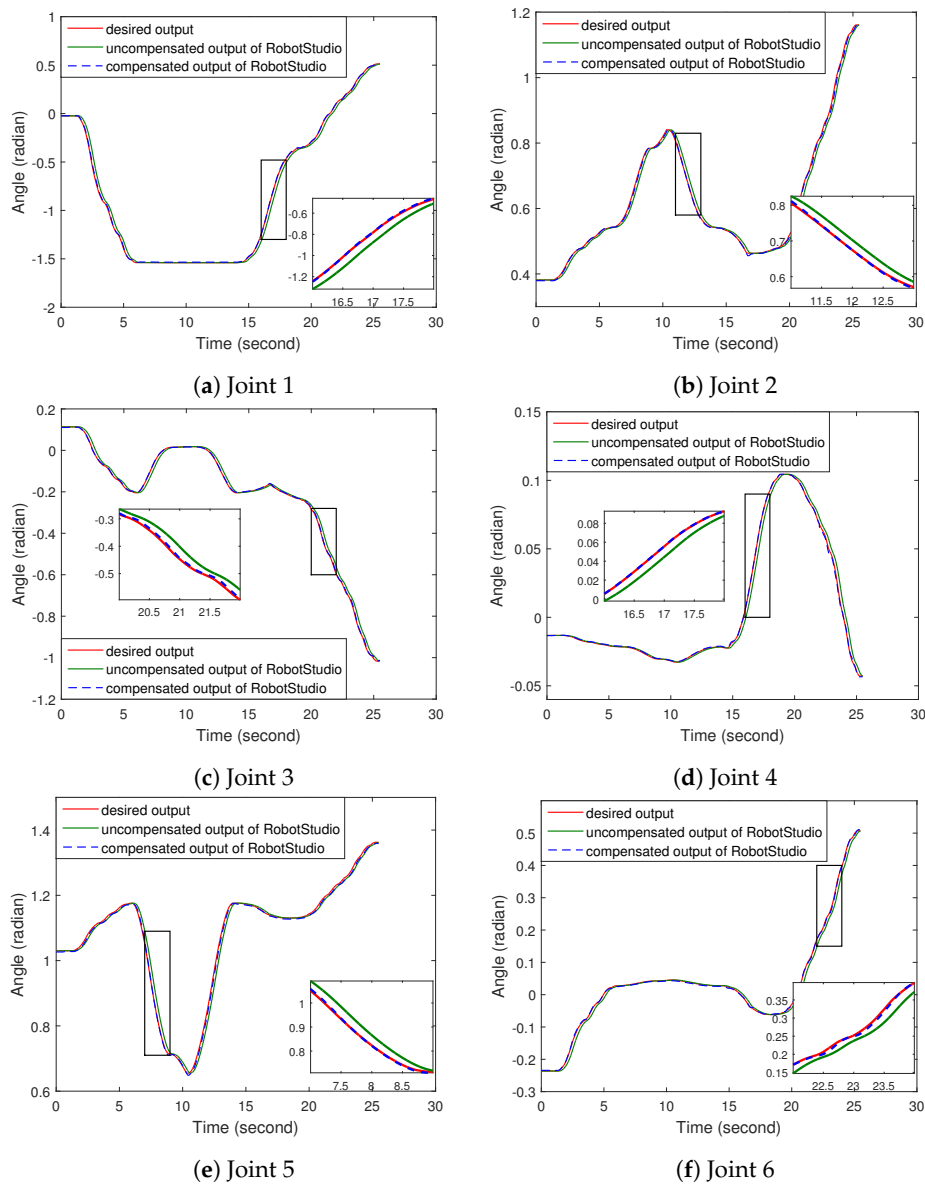 desired output
uncompensated output of RobotStudio
compensated output of RobotStudio
Angle (radian)
1
0.5
0
-0.5
-1
-1.5
-2
-0.6
-0.8
-1
-1.2
16.5 17 17.5
0 5 10 15 20 25 30
Time (second)
(a) Joint 1
desired output
uncompensated output of RobotStudio
compensated output of RobotStudio
Angle (radian)
1.2
1
0.8
0.6
0.4
0.8
0.7
0.6
11.5 12 12.5
0 5 10 15 20 25 30
Time (second)
(b) Joint 2
Angle (radian)
0.2
0
-0.2
-0.4
-0.6
-0.8
-1
-1.2
-0.3
-0.4
-0.5
20.5 21 21.5
desired output
uncompensated output of RobotStudio
compensated output of RobotStudio
0 5 10 15 20 25 30
Time (second)
(c) Joint 3
desired output
uncompensated output of RobotStudio
compensated output of RobotStudio
Angle (radian)
0.15
0.1
0.05
0
-0.05
0.08
0.06
0.04
0.02
0
16.5 17 17.5
0 5 10 15 20 25 30
Time (second)
(d) Joint 4
desired output
uncompensated output of RobotStudio
compensated output of RobotStudio
Angle (radian)
1.4
1.2
1
0.8
0.6
1
0.9
0.8
7.5 8 8.5
0 5 10 15 20 25 30
Time (second)
(e) Joint 5
desired output
uncompensated output of RobotStudio
compensated output of RobotStudio
Angle (radian)
0.5
0.4
0.3
0.2
0.1
0
-0.1
-0.2
-0.3
0.35
0.3
0.25
0.2
0.15
22.5 23 23.5
0 5 10 15 20 25 30
Time (second)
(f) Joint 6